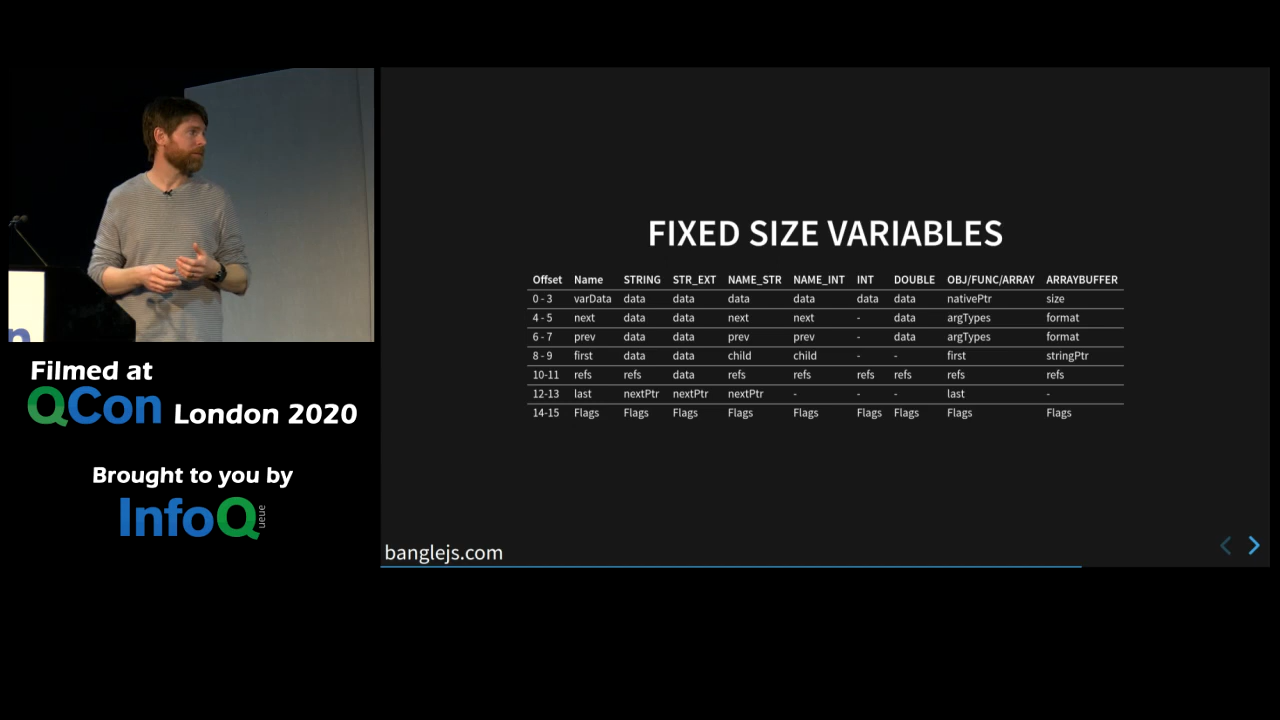 FIXED SIZE VARIABLES
Offset Name STRING STR_EXT NAME_STR NAME_INT INT DOUBLE OBJ/FUNC/ARRAY ARRAYBUFFER
0 - 3 varData data data data data data data nativePtr size
4 - 5 next data data next next - data argTypes format
6 - 7 prev data data prev prev - data argTypes format
8 - 9 first data data child child - - first stringPtr
10-11 refs refs data refs refs refs refs refs refs
12-13 last nextPtr nextPtr nextPtr - - - last -
14-15 Flags Flags Flags Flags Flags Flags Flags Flags Flags
banglejs.com
n
Filmed at
QCon London 2020
Brought to you by
InfoQ
ueue